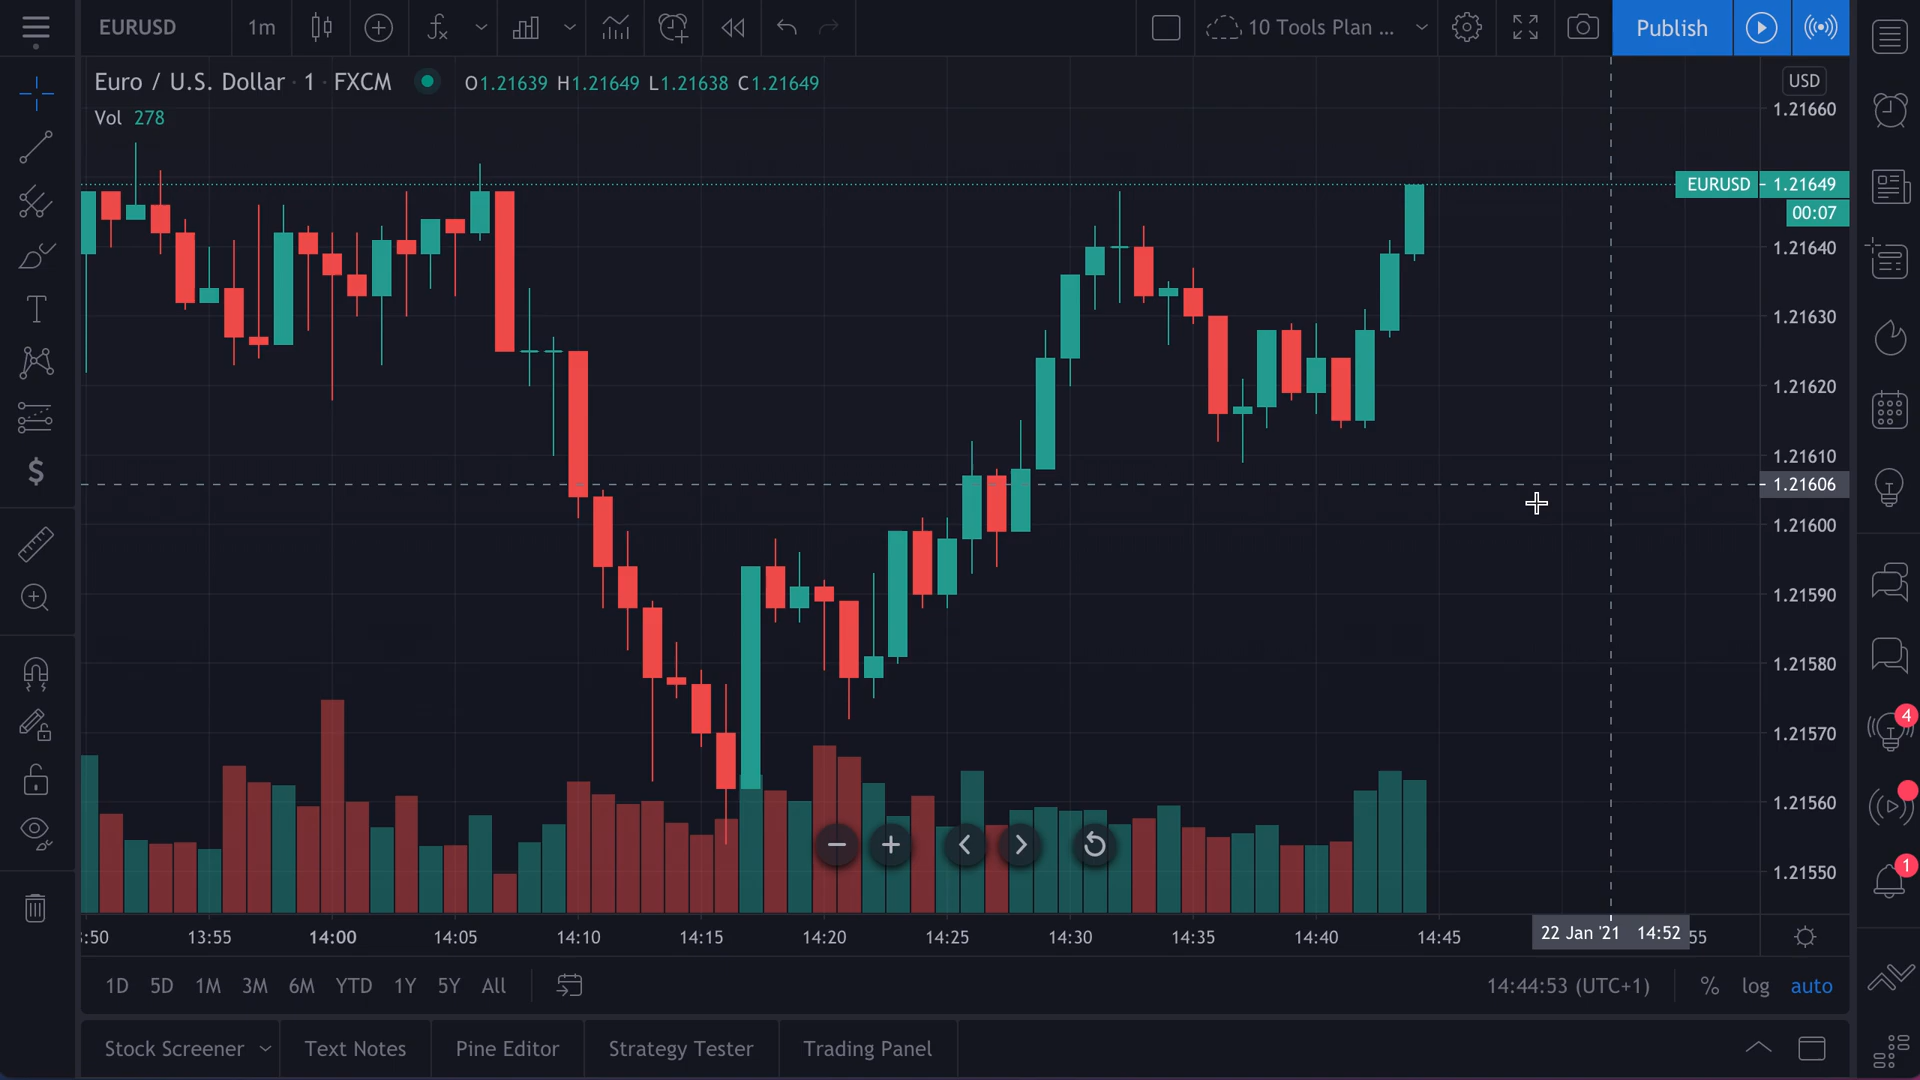 EURUSD 1m 10 Tools Plan ... Publish
Euro / U.S. Dollar · 1 · FXCM O1.21639 H1.21649 L1.21638 C1.21649
Vol 278
USD
1.21660
EURUSD 1.21649
00:07
1.21640
1.21630
1.21620
1.21610
1.21606
1.21600
1.21590
1.21580
1.21570
1.21560
1.21550
4
1
:50 13:55 14:00 14:05 14:10 14:15 14:20 14:25 14:30 14:35 14:40 14:45 22 Jan '21 14:52 55
1D 5D 1M 3M 6M YTD 1Y 5Y All 14:44:53 (UTC+1) % log auto
Stock Screener Text Notes Pine Editor Strategy Tester Trading Panel